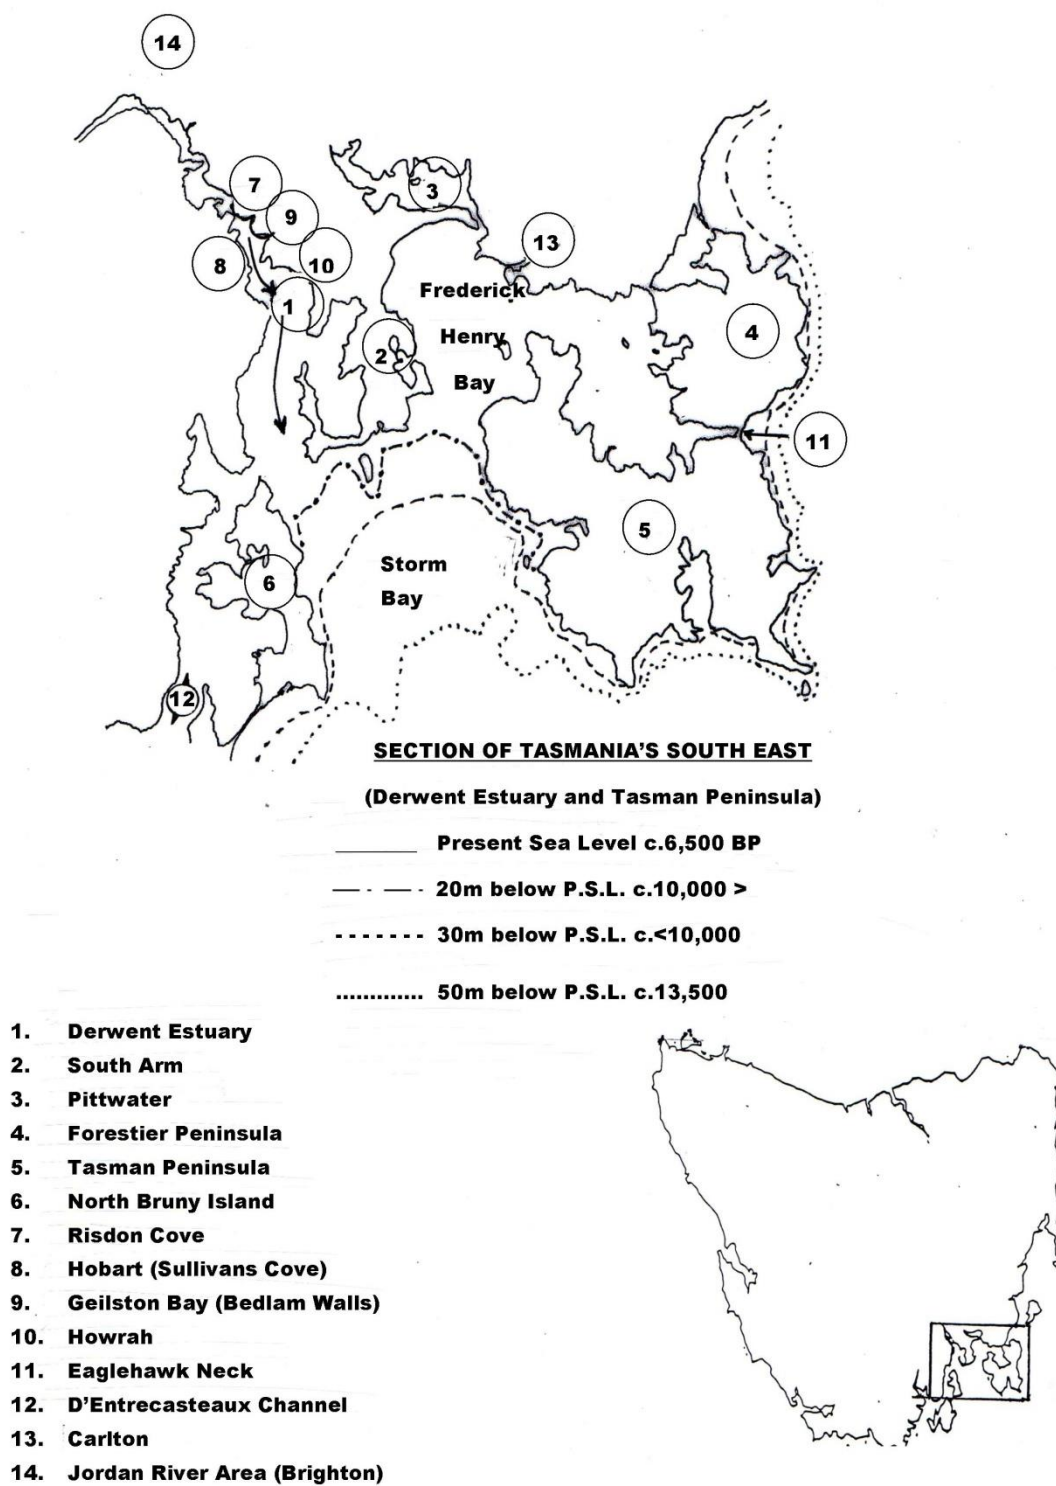 14
7
3
9
13
8
10
Frederick
1
4
Henry
2
Bay
11
5
Storm
6
Bay
12
SECTION OF TASMANIA'S SOUTH EAST
(Derwent Estuary and Tasman Peninsula)
Present Sea Level c.6,500 BP
20m below P.S.L. c.10,000 >
30m below P.S.L. c.<10,000
50m below P.S.L. c.13,500
1. Derwent Estuary
2. South Arm
3. Pittwater
4. Forestier Peninsula
5. Tasman Peninsula
6. North Bruny Island
7. Risdon Cove
8. Hobart (Sullivans Cove)
9. Geilston Bay (Bedlam Walls)
10. Howrah
11. Eaglehawk Neck
12. D'Entrecasteaux Channel
13. Carlton
14. Jordan River Area (Brighton)